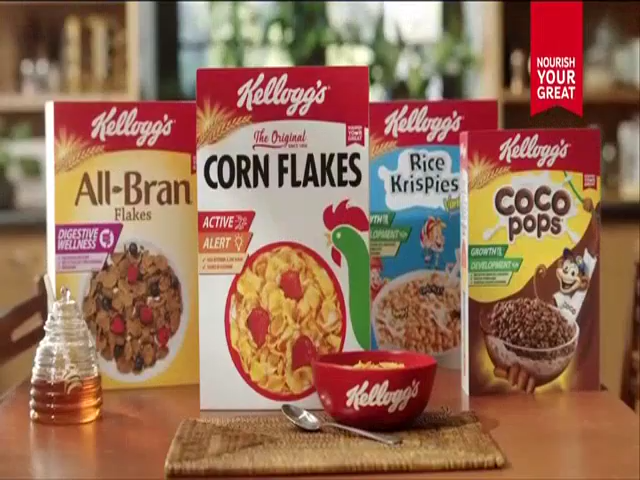 NOURISH
YOUR
GREAT
Kellogg's
All-Bran
Flakes
DIGESTIVE
WELLNESS
Kellogg's
The Original
CORN FLAKES
ACTIVE
ALERT
Kellogg's
Rice
Krispies
Kellogg's
COCO
pops
GROWTH
DEVELOPMENT
Kellogg's